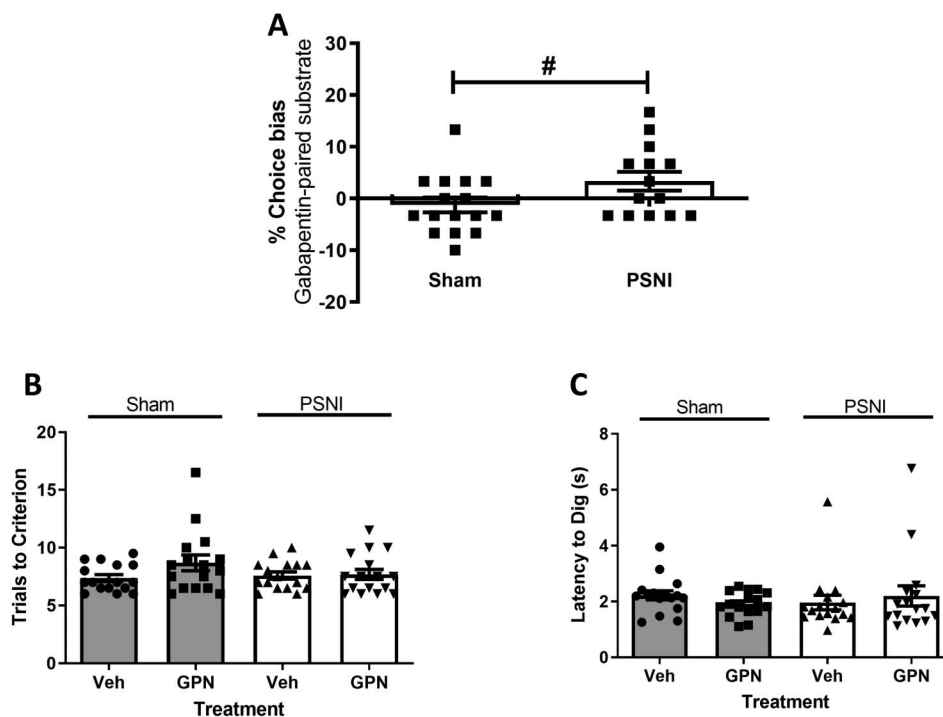 A
% Choice bias
Gabapentin-paired substrate
30
20
10
0
-10
-20
#
Sham
PSNI
B
Sham
PSNI
Trials to Criterion
20
15
10
5
0
Veh
GPN
Veh
GPN
Treatment
C
Sham
PSNI
Latency to Dig (s)
8
6
4
2
0
Veh
GPN
Veh
GPN
Treatment